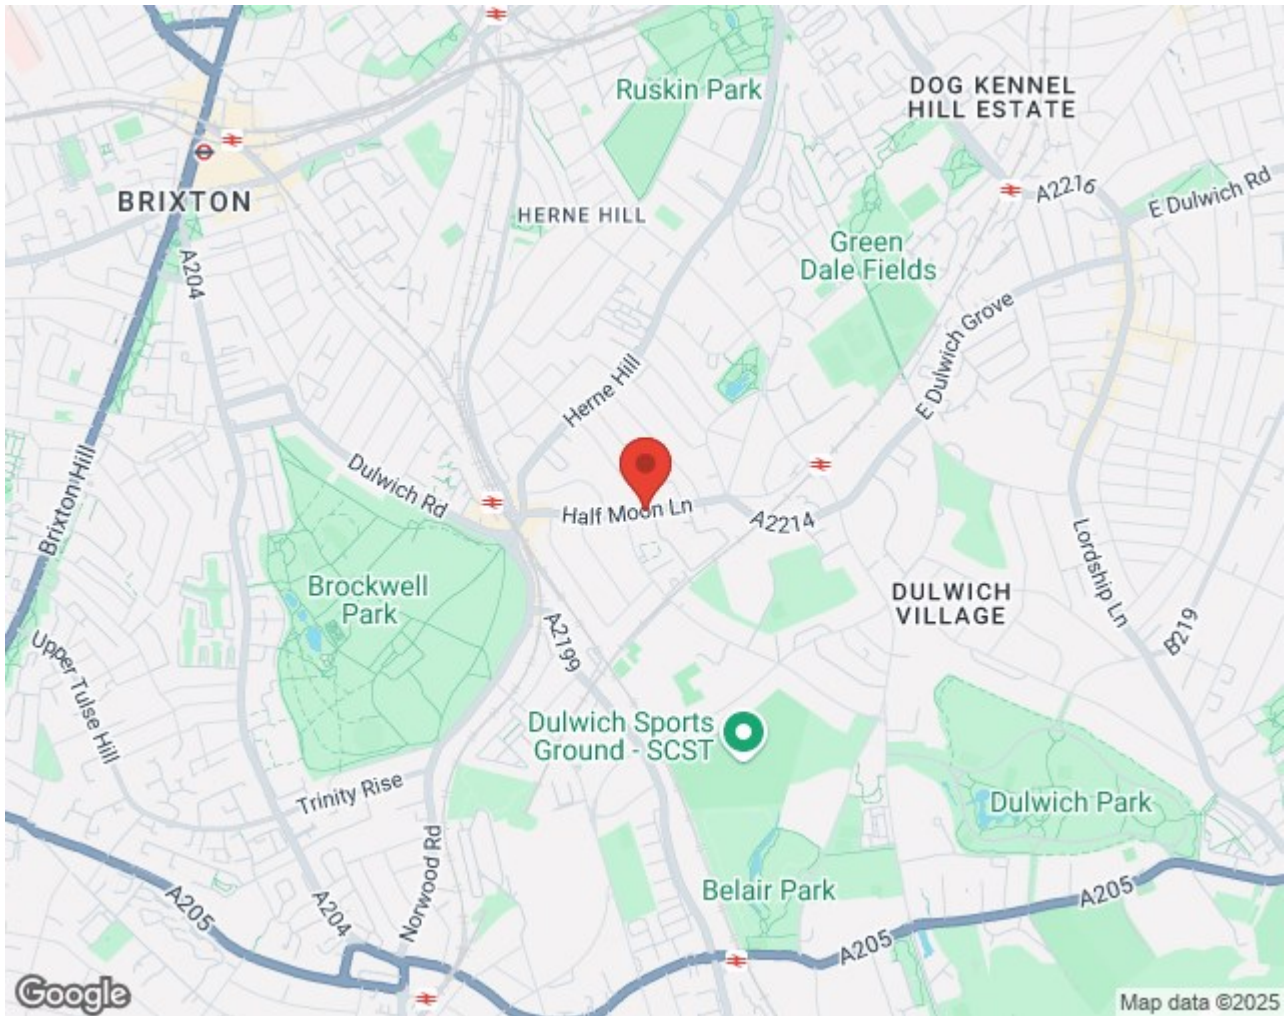 Ruskin Park
DOG KENNEL
HILL ESTATE
BRIXTON
A2216
E Dulwich Rd
HERNE HILL
Green
Dale Fields
A204
E Dulwich Grove
Herne Hill
Brixton Hill
Dulwich Rd
Half Moon Ln
A2214
Lordship Ln
Brockwell
Park
DULWICH
VILLAGE
B219
Upper Tulse Hill
A2199
Dulwich Sports
Ground - SCST
Trinity Rise
Dulwich Park
Norwood Rd
Belair Park
A205
A204
A205
A205
Google
Map data ©2025